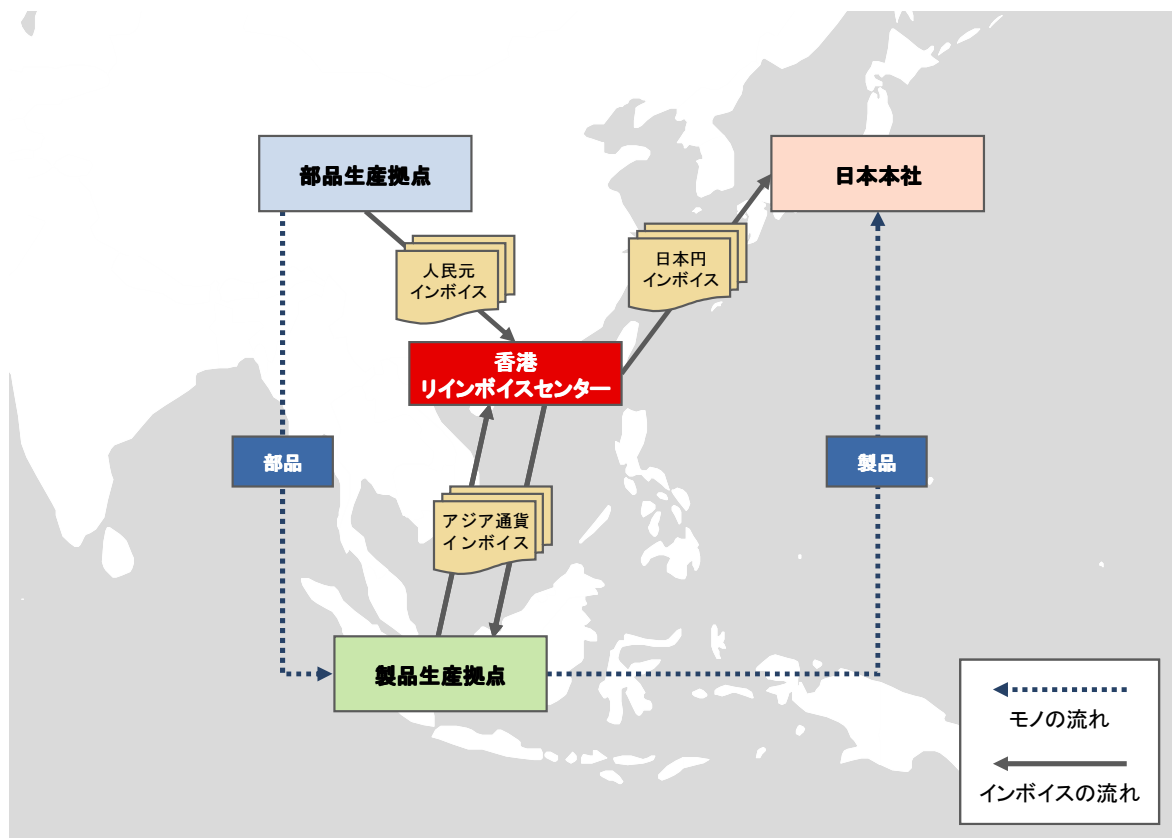 部品生産拠点
日本本社
人民元
インボイス
日本円
インボイス
香港
リインボイスセンター
部品
製品
アジア通貨
インボイス
製品生産拠点
モノの流れ
インボイスの流れ